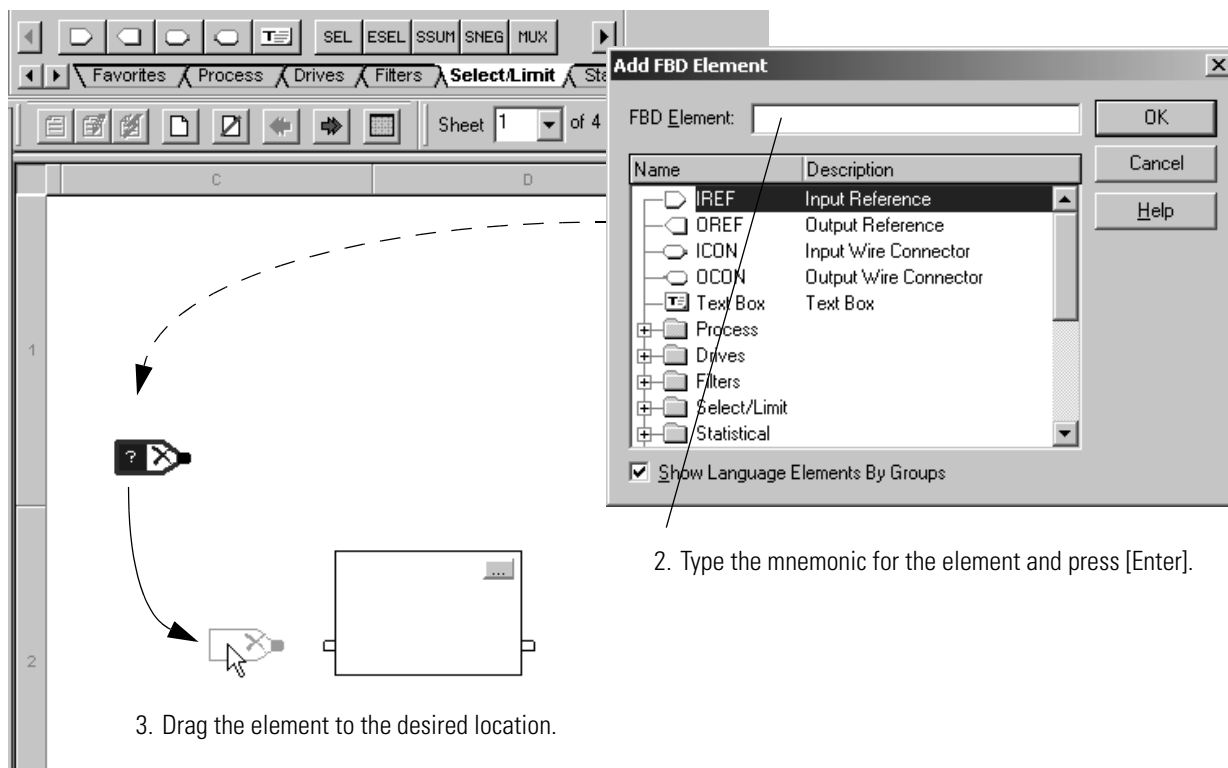 SEL ESEL SSUM SNEG MUX
Favorites Process Drives Filters Select/Limit Sta
Sheet 1 of 4
C D
1
?
2
3. Drag the element to the desired location.
Add FBD Element
FBD Element:
OK
Cancel
Help
Name Description
IREF Input Reference
OREF Output Reference
ICON Input Wire Connector
OCON Output Wire Connector
Text Box Text Box
Process
Drives
Filters
Select/Limit
Statistical
Show Language Elements By Groups
2. Type the mnemonic for the element and press [Enter].